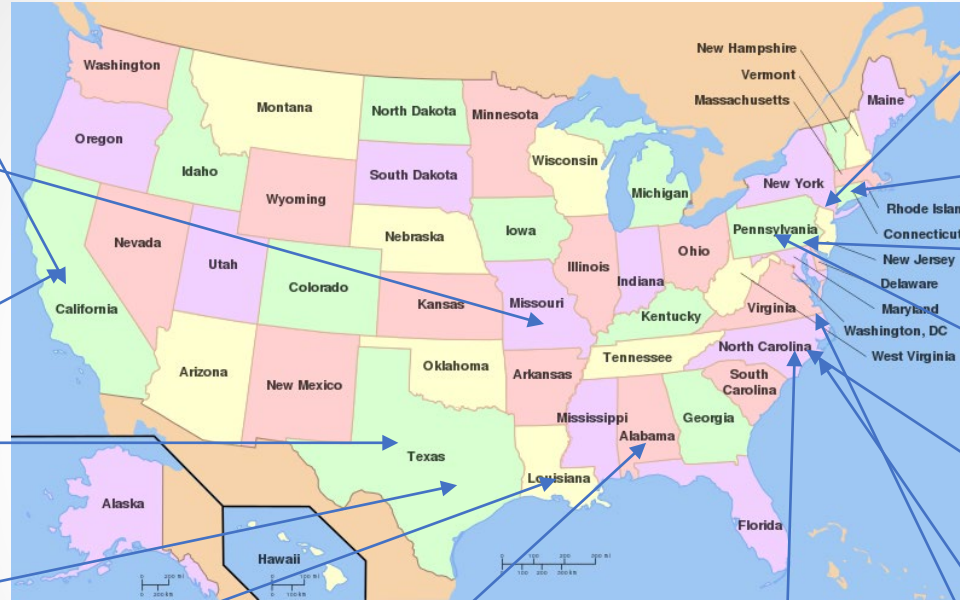 New Hampshire
Vermont
Massachusetts
Washington
Montana
North Dakota
Minnesota
Maine
Oregon
Idaho
South Dakota
Wisconsin
Michigan
New York
Wyoming
Rhode Islan
Connecticut
Nebraska
Iowa
Pennsylvania
Nevada
Utah
Illinois
Indiana
Ohio
New Jersey
Delaware
Colorado
Kansas
Missouri
Kentucky
Virginia
Maryland
Washington, DC
West Virginia
California
North Carolina
Tennessee
Arizona
Oklahoma
New Mexico
Arkansas
South
Carolina
Mississippi
Georgia
Alabama
Texas
Louisiana
Alaska
Florida
Hawaii